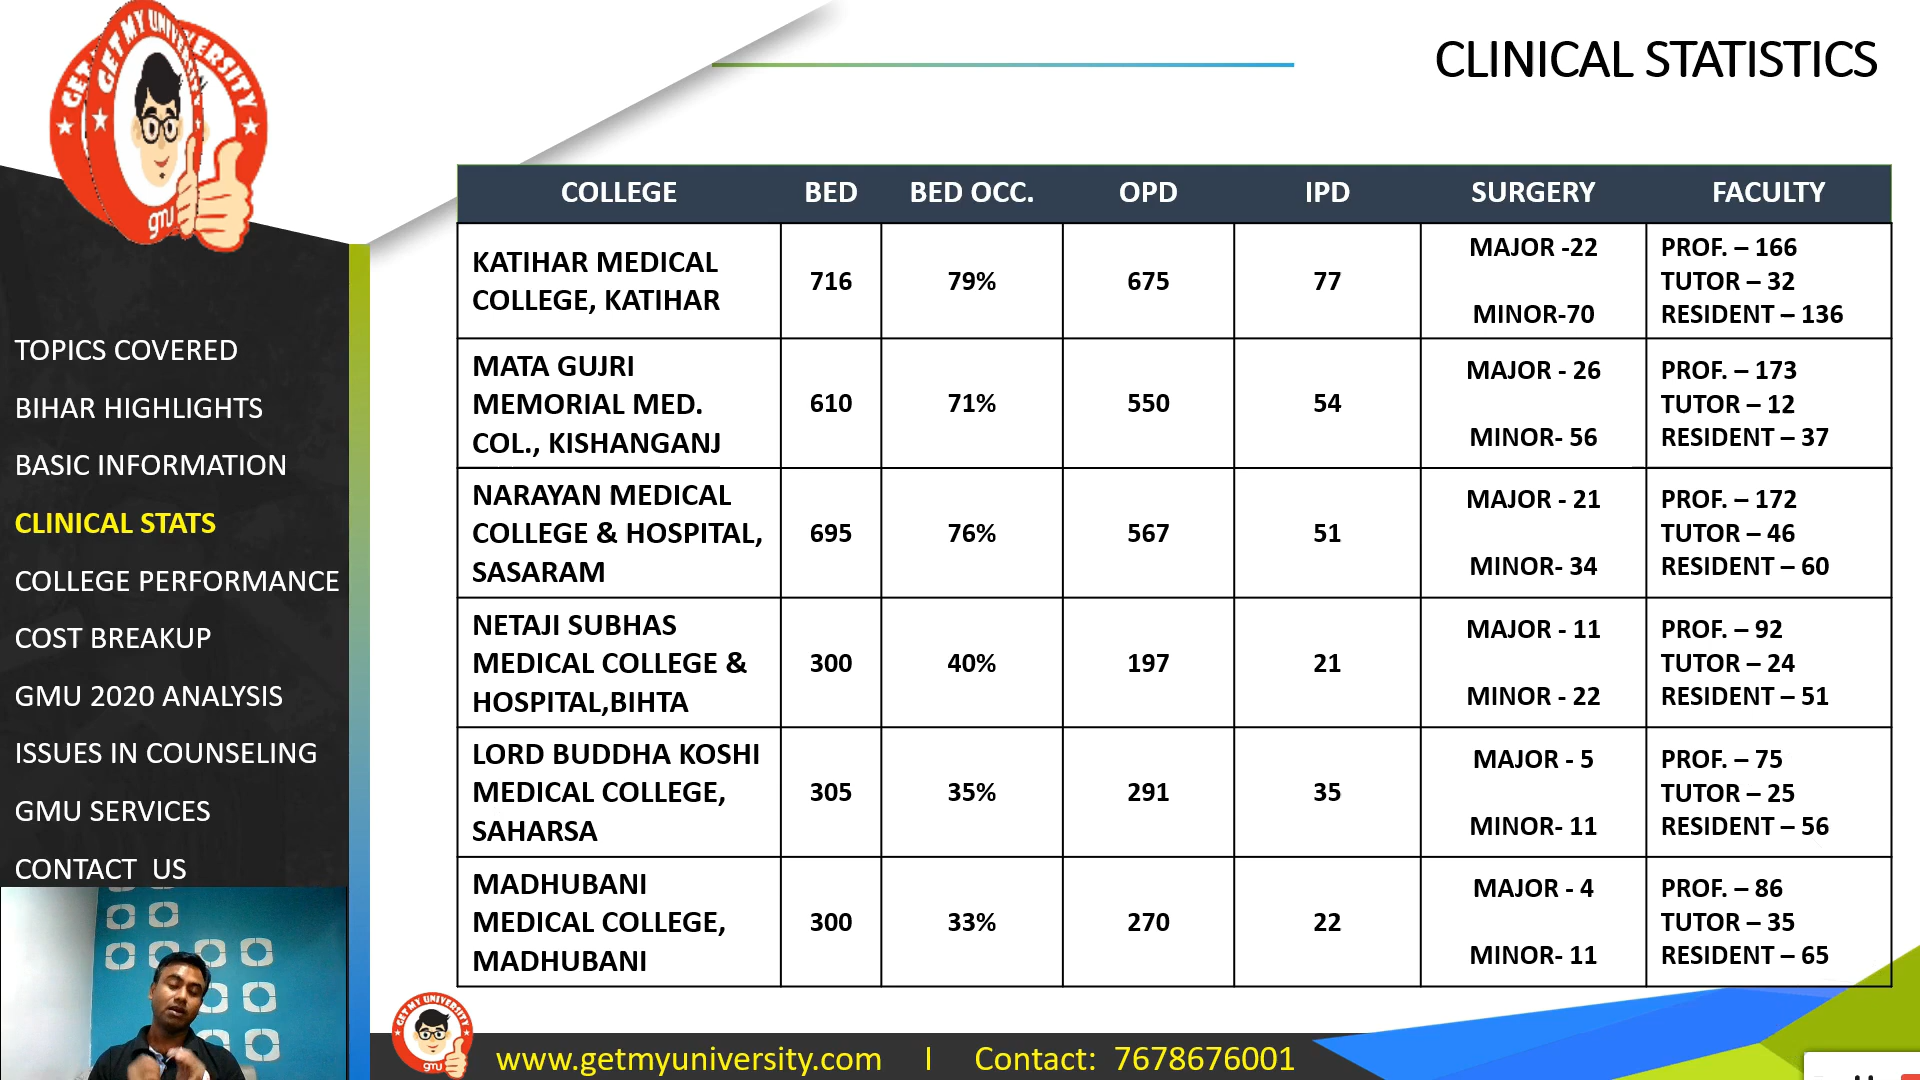 GET MY UNIVERSITY
gmu
CLINICAL STATISTICS
TOPICS COVERED
BIHAR HIGHLIGHTS
BASIC INFORMATION
CLINICAL STATS
COLLEGE PERFORMANCE
COST BREAKUP
GMU 2020 ANALYSIS
ISSUES IN COUNSELING
GMU SERVICES
CONTACT US
COLLEGE BED BED OCC. OPD IPD SURGERY FACULTY
KATIHAR MEDICAL
COLLEGE, KATIHAR
716 79% 675 77
MAJOR -22
MINOR-70
PROF. – 166
TUTOR – 32
RESIDENT – 136
MATA GUJRI
MEMORIAL MED.
COL., KISHANGANJ
610 71% 550 54
MAJOR - 26
MINOR- 56
PROF. – 173
TUTOR – 12
RESIDENT – 37
NARAYAN MEDICAL
COLLEGE & HOSPITAL,
SASARAM
695 76% 567 51
MAJOR - 21
MINOR- 34
PROF. – 172
TUTOR – 46
RESIDENT – 60
NETAJI SUBHAS
MEDICAL COLLEGE &
HOSPITAL,BIHTA
300 40% 197 21
MAJOR - 11
MINOR - 22
PROF. – 92
TUTOR – 24
RESIDENT – 51
LORD BUDDHA KOSHI
MEDICAL COLLEGE,
SAHARSA
305 35% 291 35
MAJOR - 5
MINOR- 11
PROF. – 75
TUTOR – 25
RESIDENT – 56
MADHUBANI
MEDICAL COLLEGE,
MADHUBANI
300 33% 270 22
MAJOR - 4
MINOR- 11
PROF. – 86
TUTOR – 35
RESIDENT – 65
GET MY UNIVERSITY
gmu
www.getmyuniversity.com I Contact: 7678676001